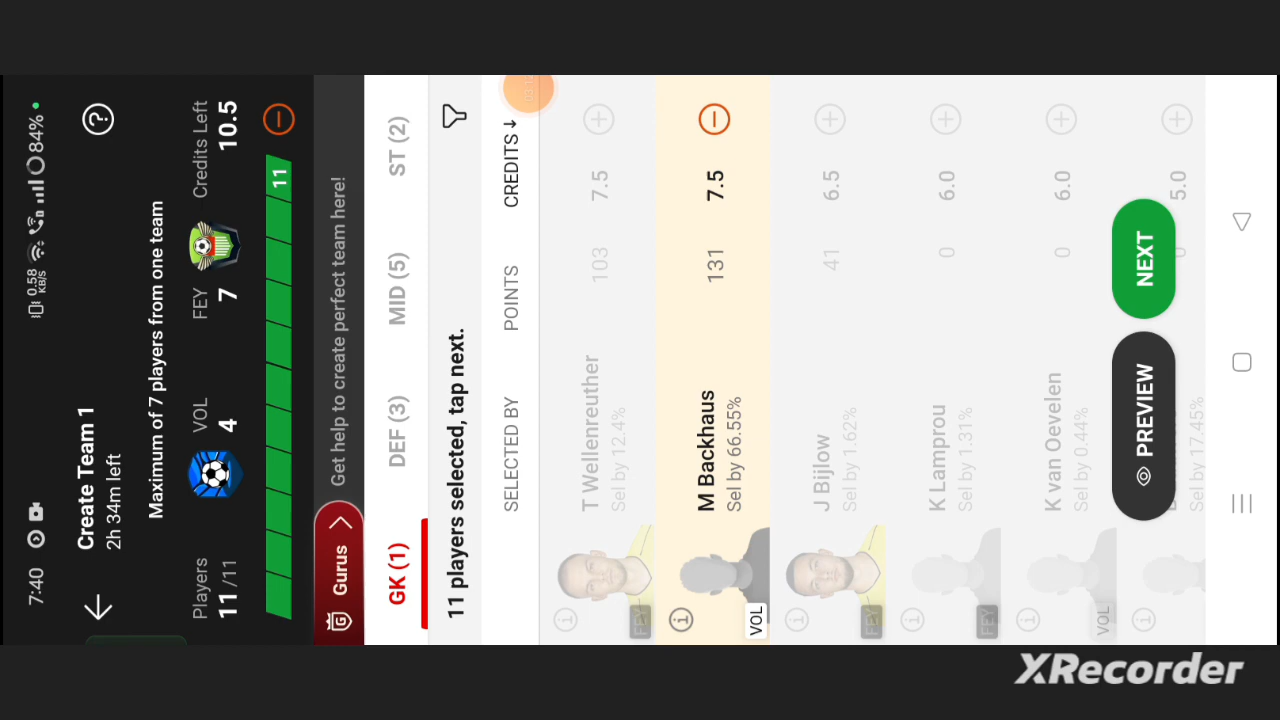 7:40
0.58 KB/S
84%
Create Team 1
2h 34m left
Maximum of 7 players from one team
Players
11/11
VOL
4
FEY
7
Credits Left
10.5
11
G Gurus
Get help to create perfect team here!
GK (1) DEF (3) MID (5) ST (2)
11 players selected, tap next.
SELECTED BY POINTS CREDITS
T Wellenreuther 103 7.5
Sel by 12.4%
FEY
M Backhaus 131 7.5
Sel by 66.55%
VOL
J Bijlow 41 6.5
Sel by 1.62%
FEY
K Lamprou 0 6.0
Sel by 1.31%
FEY
K van Oevelen 0 6.0
Sel by 0.44%
VOL
5.0
17.45%
PREVIEW NEXT
XRecorder